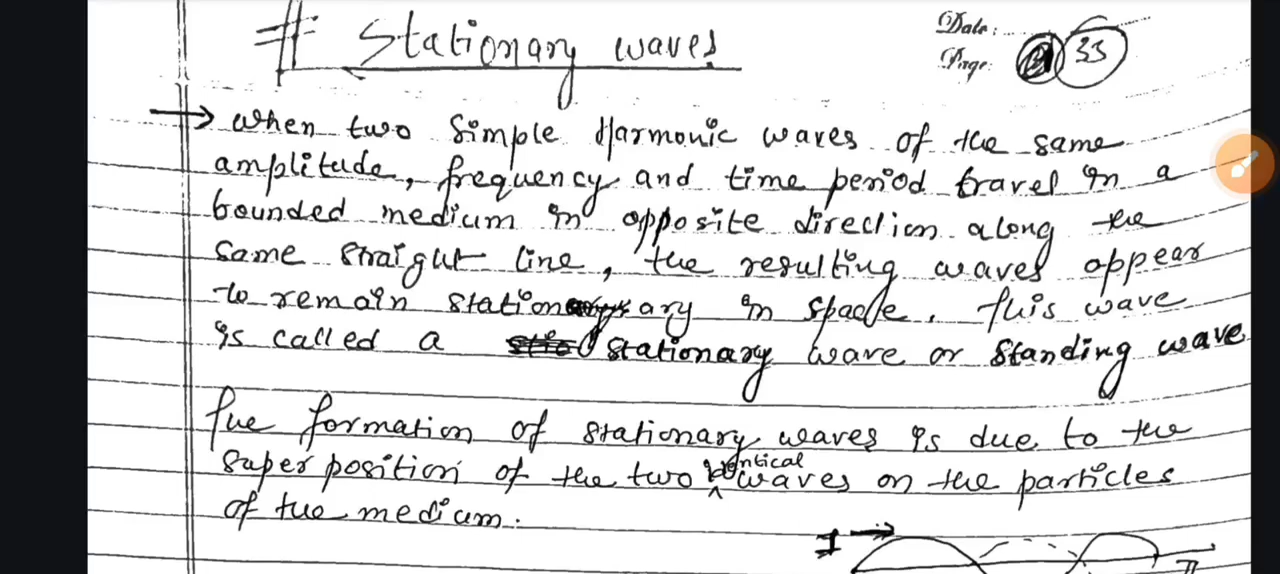 # Stationary waves
Date:
Page: 33
→ When two Simple Harmonic waves of the same
amplitude, frequency and time period travel in a
bounded medium in opposite direction along the
same straight line, the resulting waves appear
to remain stationary in space. This wave
is called a stationary wave or standing wave
The formation of stationary waves is due to the
superposition of the two identical waves on the particles
of the medium.
I →
II